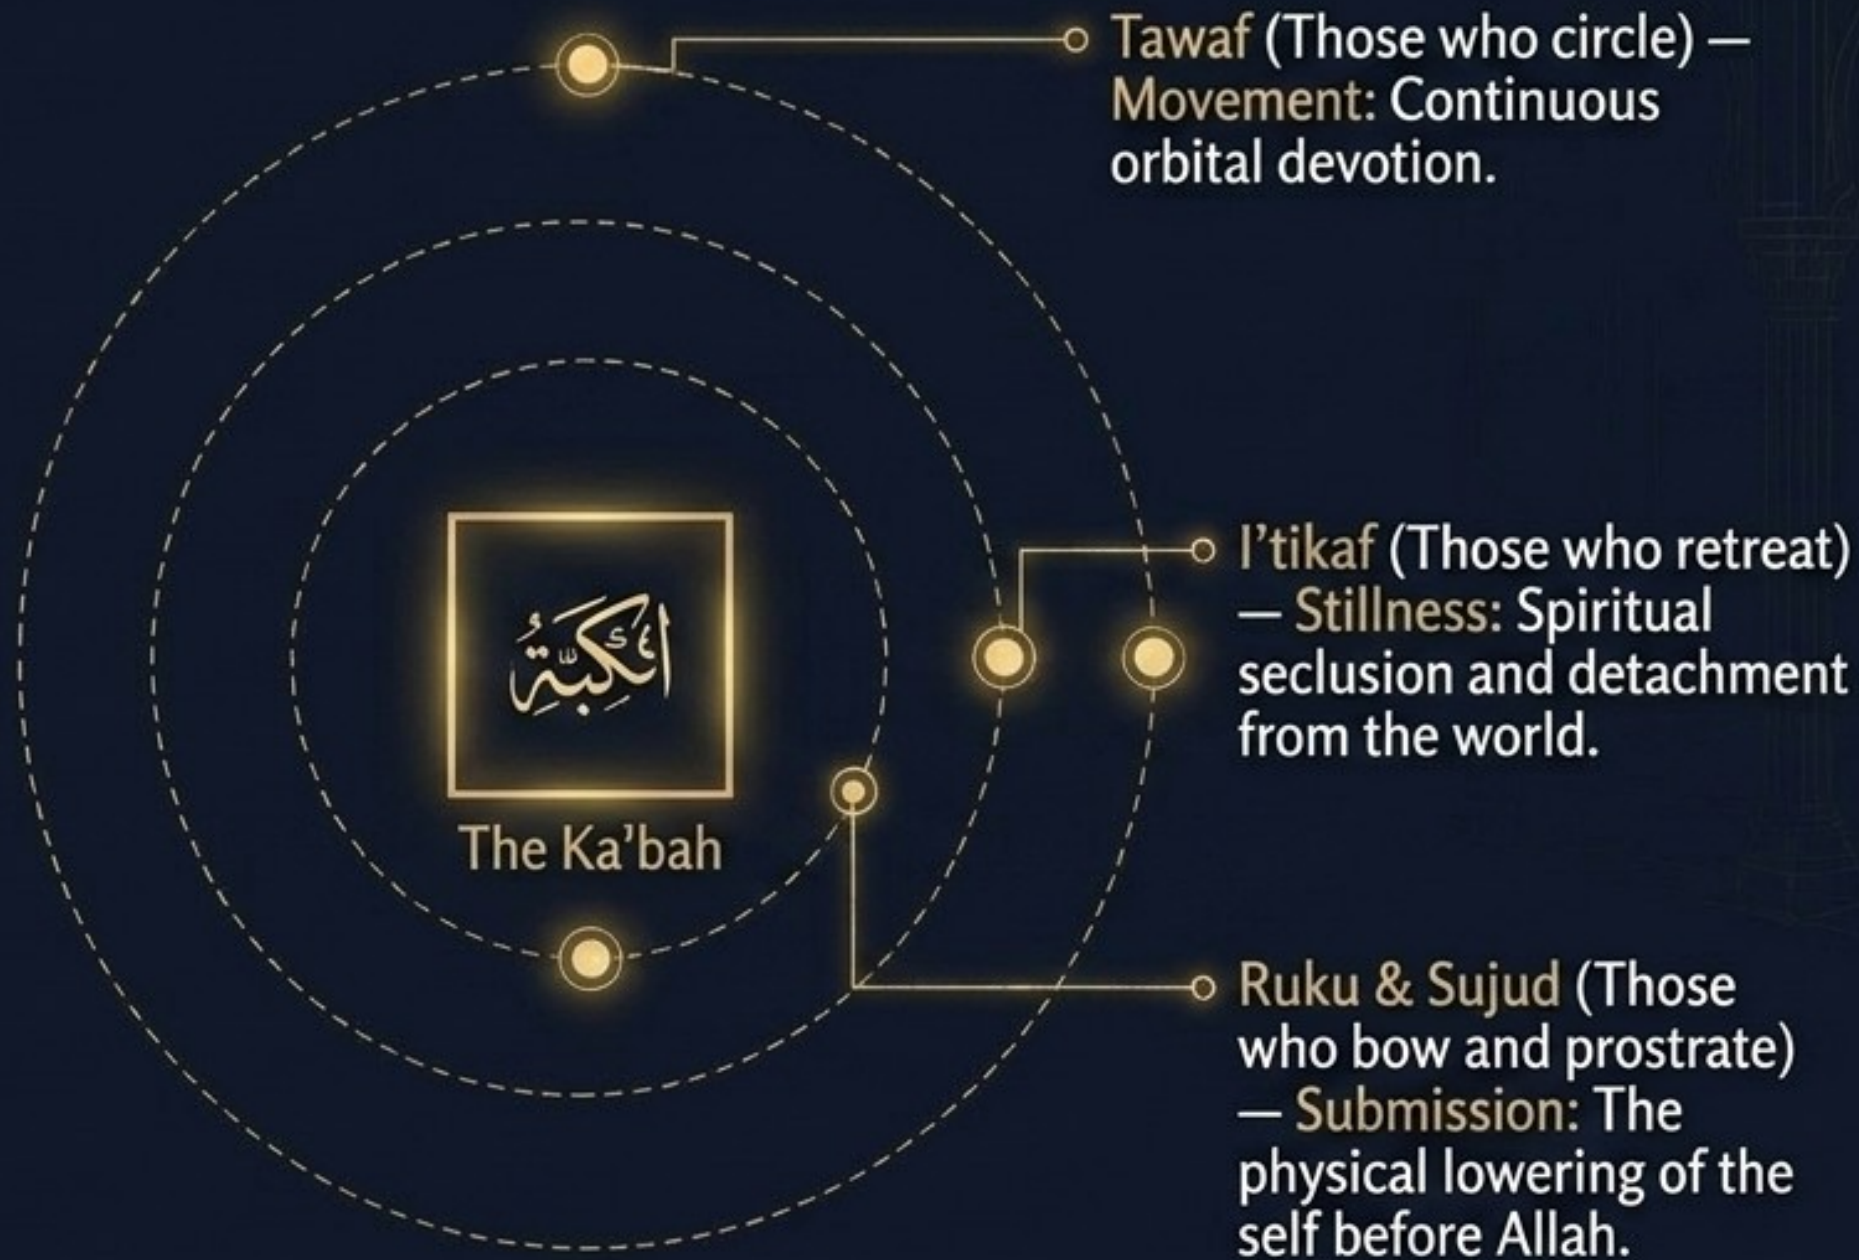 Tawaf (Those who circle) —
Movement: Continuous
orbital devotion.
I’tikaf (Those who retreat)
— Stillness: Spiritual
seclusion and detachment
from the world.
The Ka’bah
Ruku & Sujud (Those
who bow and prostrate)
— Submission: The
physical lowering of the
self before Allah.